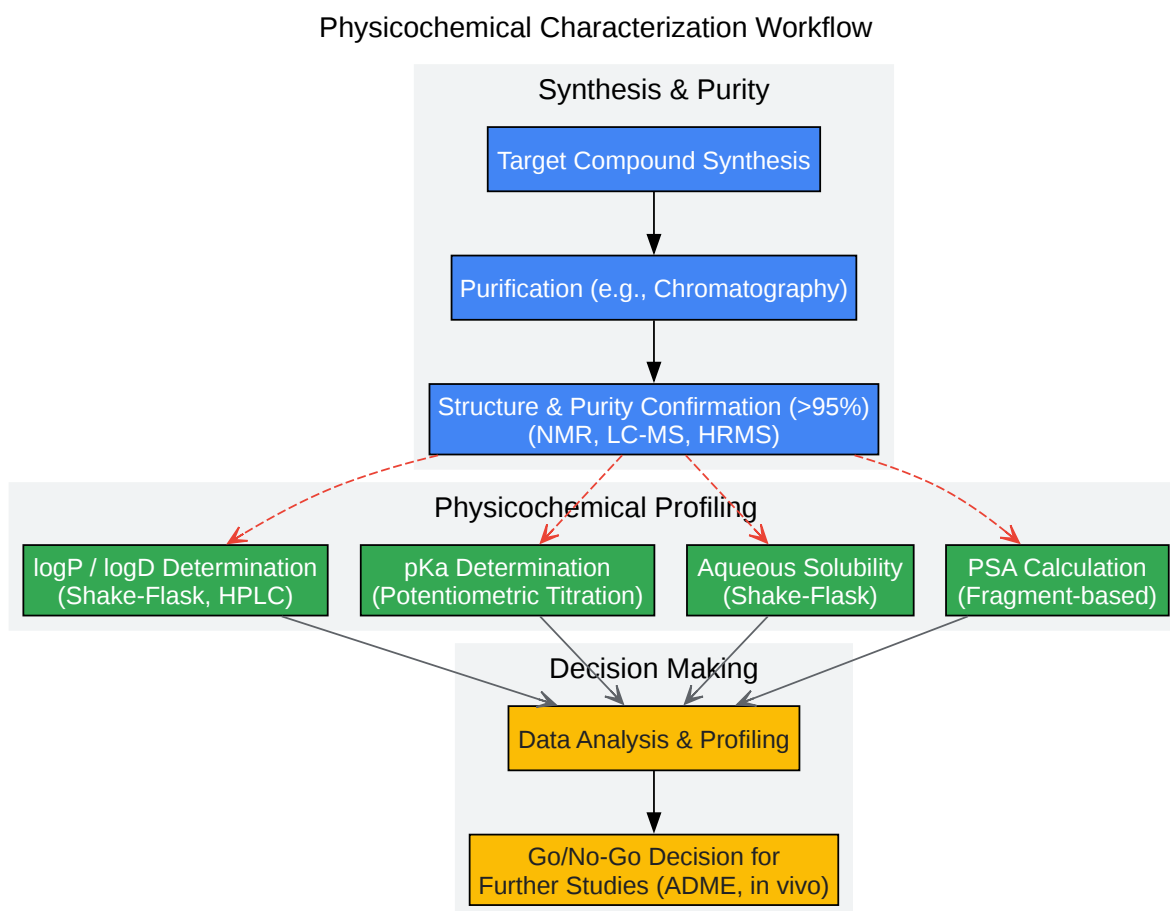 Physicochemical Characterization Workflow
Synthesis & Purity
Target Compound Synthesis
Purification (e.g., Chromatography)
Structure & Purity Confirmation (>95%)
(NMR, LC-MS, HRMS)
Physicochemical Profiling
logP / logD Determination
(Shake-Flask, HPLC)
pKa Determination
(Potentiometric Titration)
Aqueous Solubility
(Shake-Flask)
PSA Calculation
(Fragment-based)
Decision Making
Data Analysis & Profiling
Go/No-Go Decision for
Further Studies (ADME, in vivo)